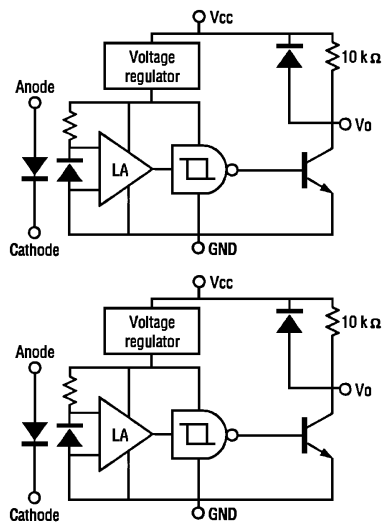 Vcc
Voltage
regulator
10 kΩ
Anode
Vo
LA
Cathode
GND
Vcc
Voltage
regulator
10 kΩ
Anode
Vo
LA
Cathode
GND